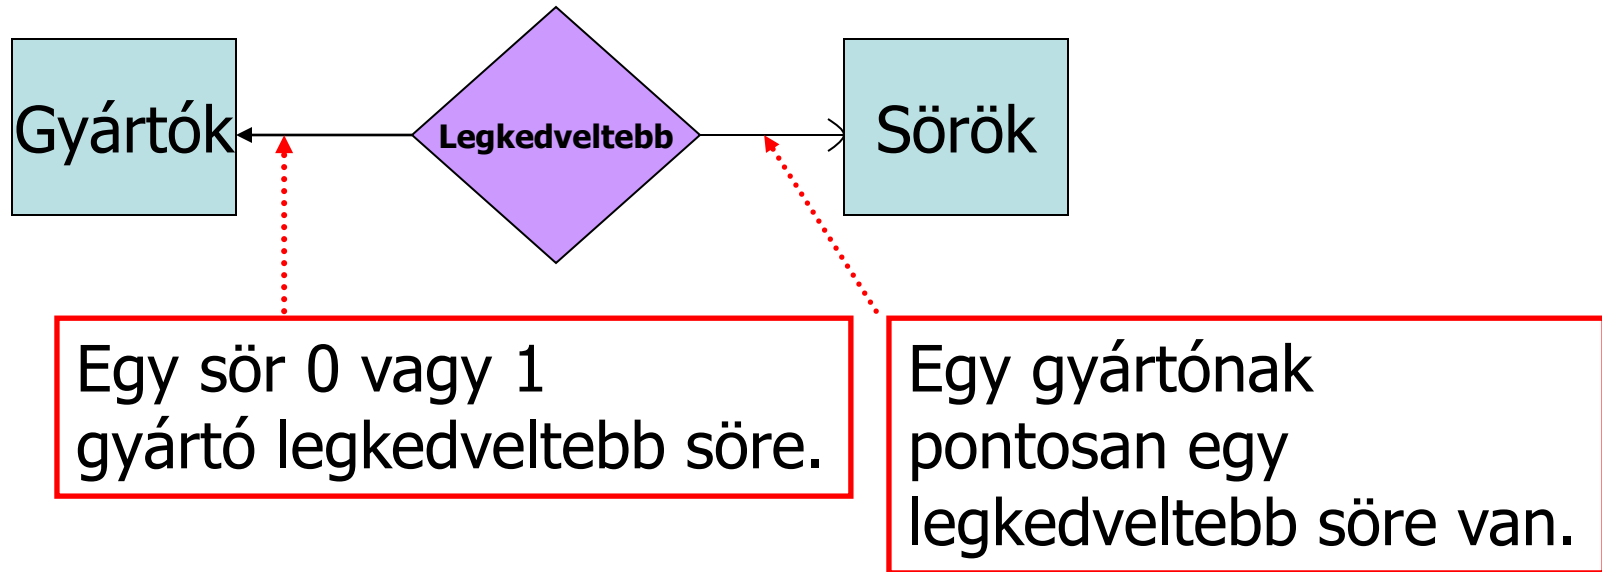 Gyártók
Legkedveltebb
Sörök
Egy sör 0 vagy 1
gyártó legkedveltebb söre.
Egy gyártónak
pontosan egy
legkedveltebb söre van.